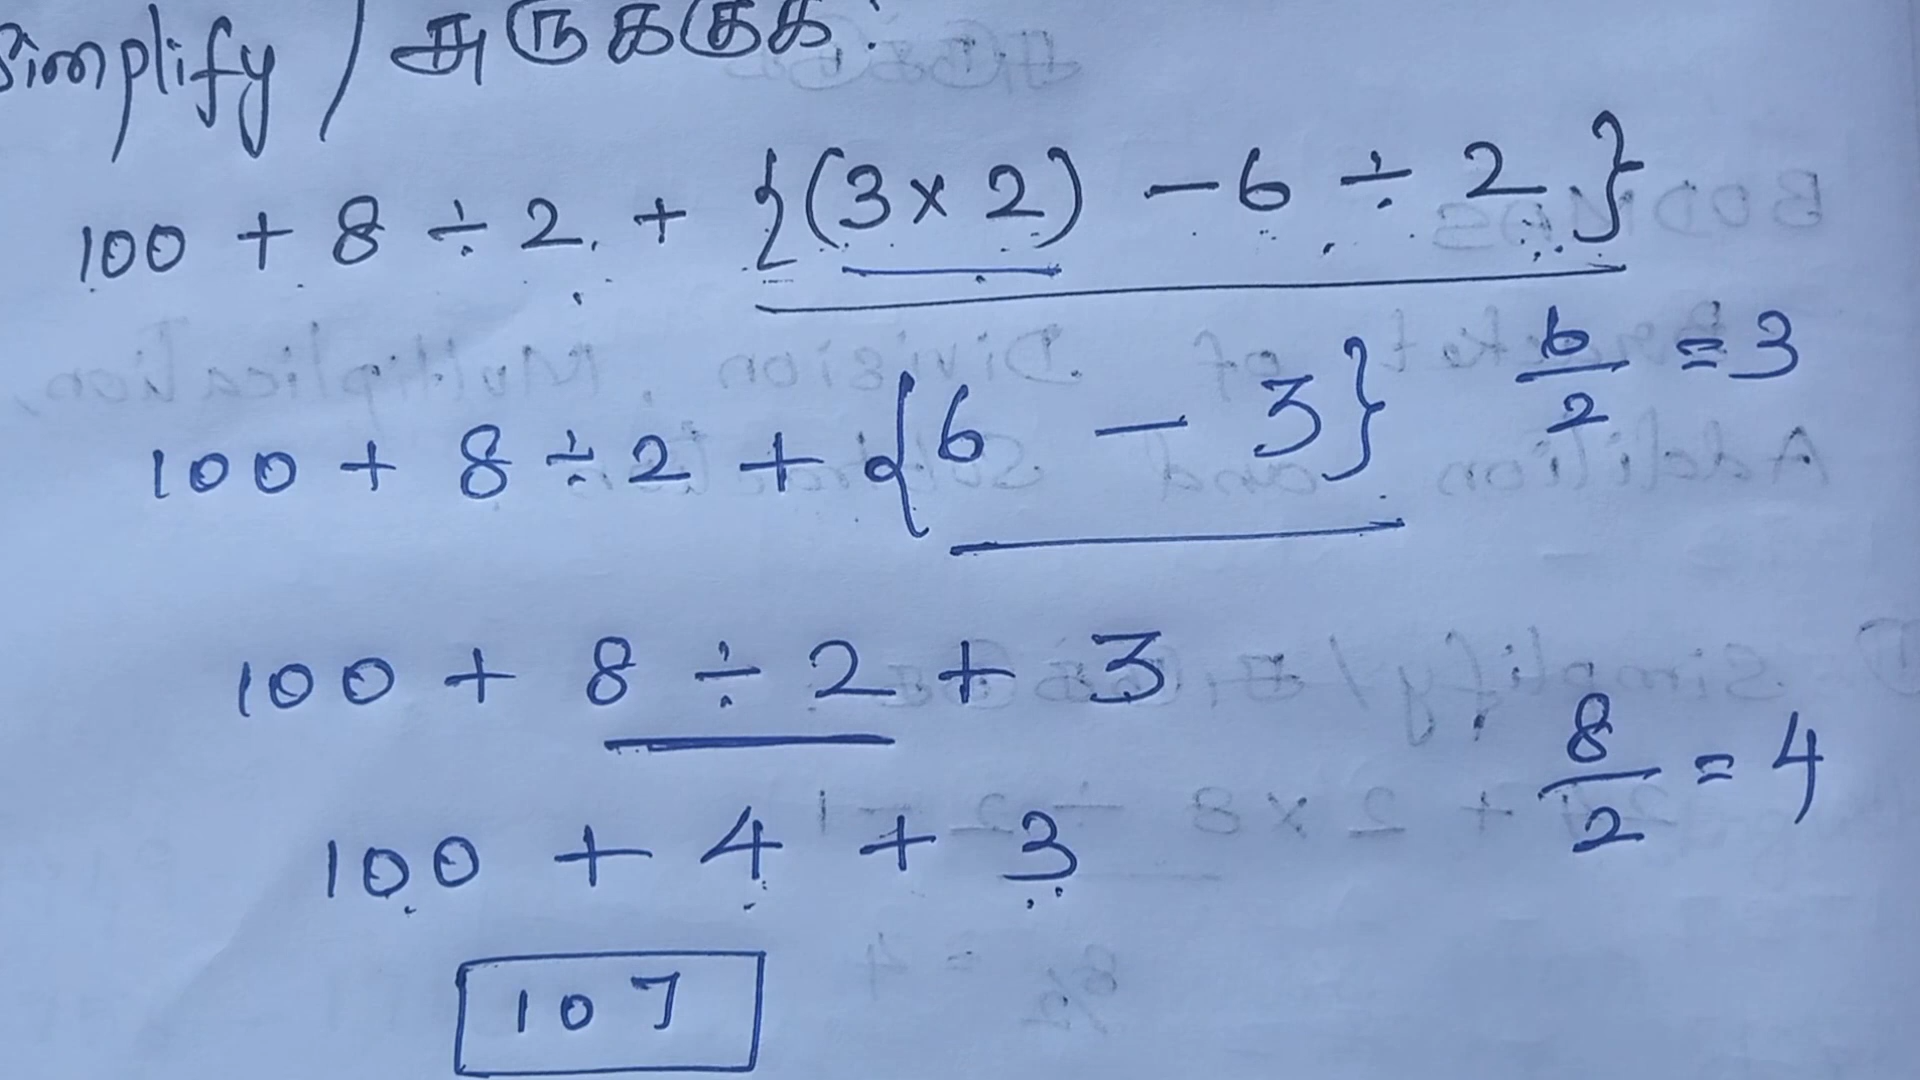 Simplify / சுருக்குக.
100 + 8 ÷ 2 + {(3 × 2) - 6 ÷ 2}
6/2 = 3
100 + 8 ÷ 2 + {6 - 3}
100 + 8 ÷ 2 + 3
8/2 = 4
100 + 4 + 3
107